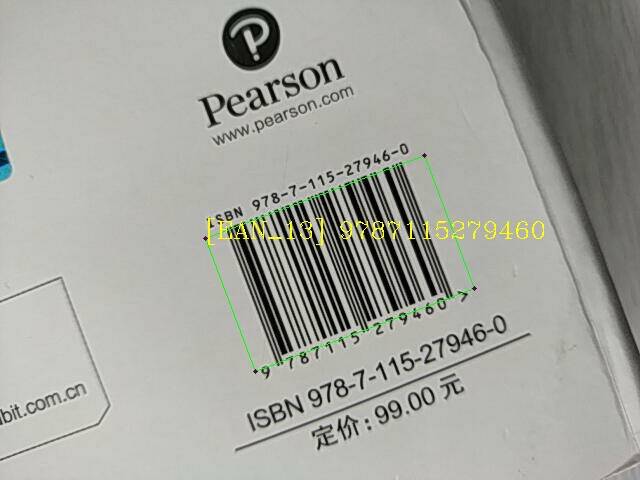 Pearson
www.pearson.com
ISBN 978-7-115-27946-0
[EAN_13] 9787115279460
9 787115 279460 >
ISBN 978-7-115-27946-0
定价：99.00 元
bit.com.cn